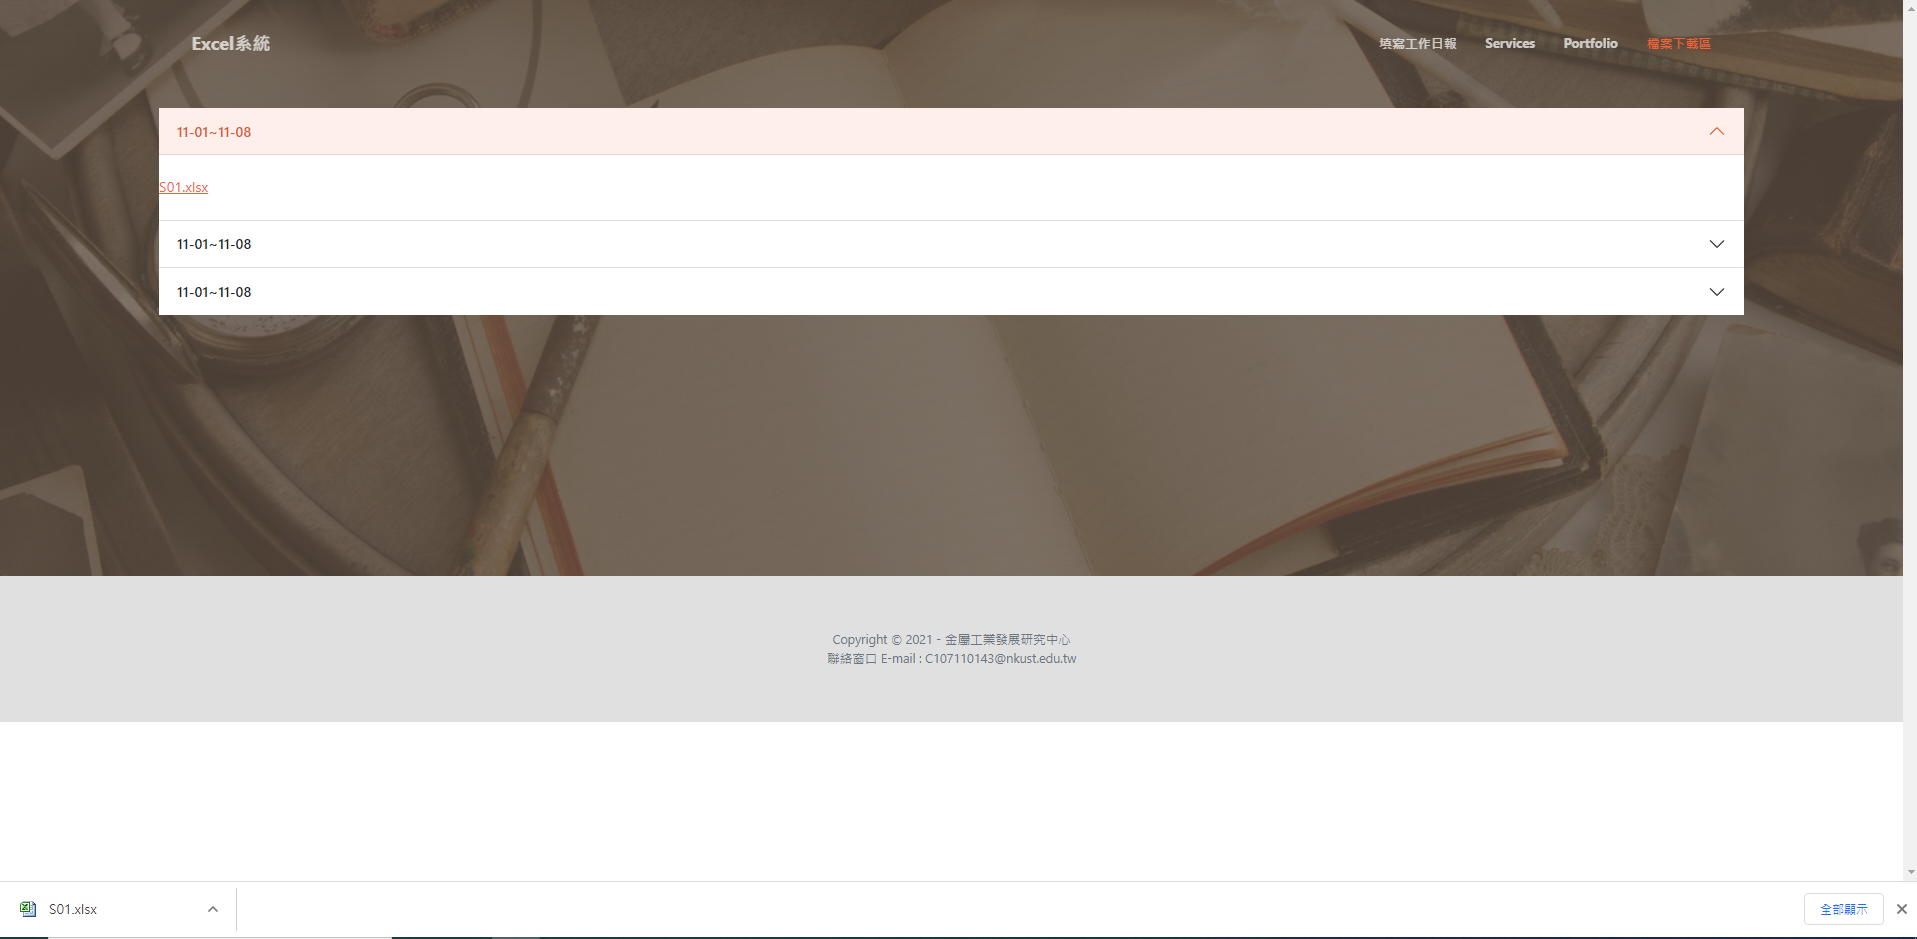 Excel系統
填寫工作日報 Services Portfolio 檔案下載區
11-01~11-08
S01.xlsx
11-01~11-08
11-01~11-08
Copyright © 2021 - 金屬工業發展研究中心
聯絡窗口 E-mail : C107110143@nkust.edu.tw
S01.xlsx
全部顯示